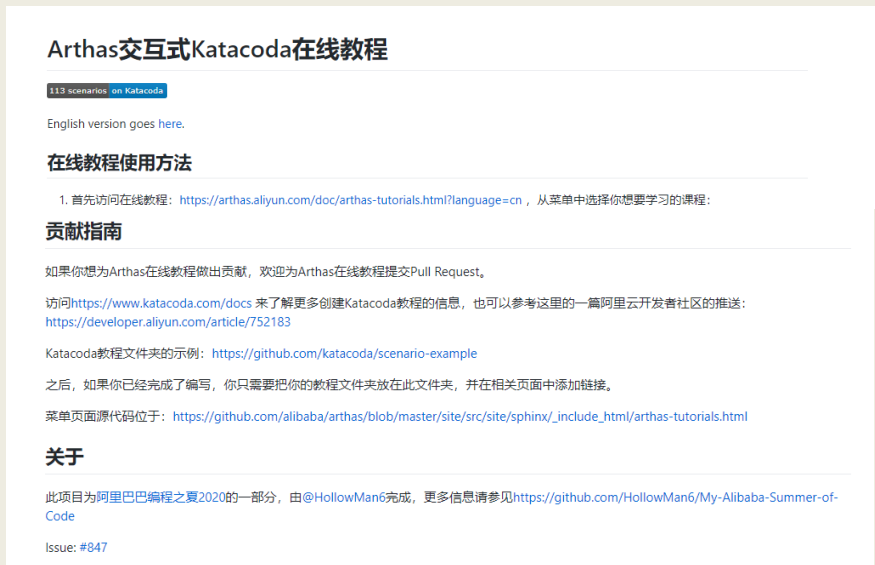 Arthas交互式Katacoda在线教程
113 scenarios on Katacoda
English version goes here.
在线教程使用方法
1. 首先访问在线教程：https://arthas.aliyun.com/doc/arthas-tutorials.html?language=cn ，从菜单中选择你想要学习的课程：
贡献指南
如果你想为Arthas在线教程做出贡献，欢迎为Arthas在线教程提交Pull Request。
访问https://www.katacoda.com/docs 来了解更多创建Katacoda教程的信息，也可以参考这里的一篇阿里云开发者社区的推送：
https://developer.aliyun.com/article/752183
Katacoda教程文件夹的示例：https://github.com/katacoda/scenario-example
之后，如果你已经完成了编写，你只需要把你的教程文件夹放在此文件夹，并在相关页面中添加链接。
菜单页面源代码位于：https://github.com/alibaba/arthas/blob/master/site/src/site/sphinx/_include_html/arthas-tutorials.html
关于
此项目为阿里巴巴编程之夏2020的一部分，由@HollowMan6完成，更多信息请参见https://github.com/HollowMan6/My-Alibaba-Summer-of-
Code
Issue: #847